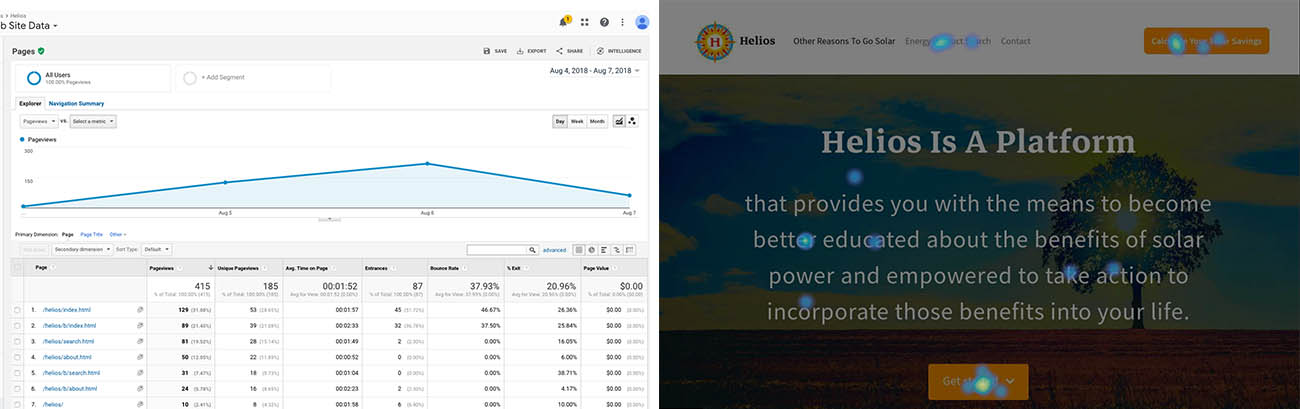 s > Helios
b Site Data
1
Pages
SAVE
EXPORT
SHARE
INTELLIGENCE
All Users
100.00% Pageviews
+ Add Segment
Aug 4, 2018 - Aug 7, 2018
Explorer
Navigation Summary
Pageviews
vs.
Select a metric
Day
Week
Month
Pageviews
300
150
...
Aug 5
Aug 6
Aug 7
Primary Dimension: Page Page Title Other
Secondary dimension
Sort Type:
Default
advanced
Page Pageviews Unique Pageviews Avg. Time on Page Entrances Bounce Rate % Exit Page Value
415 185 00:01:52 87 37.93% 20.96% $0.00
% of Total: 100.00% (415) % of Total: 100.00% (185) Avg for View: 00:01:52 (0.00%) % of Total: 100.00% (87) Avg for View: 37.93% (0.00%) Avg for View: 20.96% (0.00%) % of Total: 0.00% ($0.00)
1. /helios/index.html 129 (31.08%) 53 (28.65%) 00:01:57 45 (51.72%) 46.67% 26.36% $0.00 (0.00%)
2. /helios/b/index.html 89 (21.45%) 39 (21.08%) 00:02:33 32 (36.78%) 37.50% 25.84% $0.00 (0.00%)
3. /helios/search.html 81 (19.52%) 28 (15.14%) 00:01:49 2 (2.30%) 0.00% 16.05% $0.00 (0.00%)
4. /helios/about.html 50 (12.05%) 22 (11.89%) 00:00:52 0 (0.00%) 0.00% 6.00% $0.00 (0.00%)
5. /helios/b/search.html 31 (7.47%) 18 (9.73%) 00:01:04 0 (0.00%) 0.00% 38.71% $0.00 (0.00%)
6. /helios/b/about.html 24 (5.78%) 16 (8.65%) 00:02:23 2 (2.30%) 0.00% 4.17% $0.00 (0.00%)
7. /helios/ 10 (2.41%) 8 (4.32%) 00:01:58 6 (6.90%) 0.00% 10.00% $0.00 (0.00%)
H
Helios
Other Reasons To Go Solar
Energy Product Search
Contact
Calculate Your Solar Savings
Helios Is A Platform
that provides you with the means to become
better educated about the benefits of solar
power and empowered to take action to
incorporate those benefits into your life.
Get started